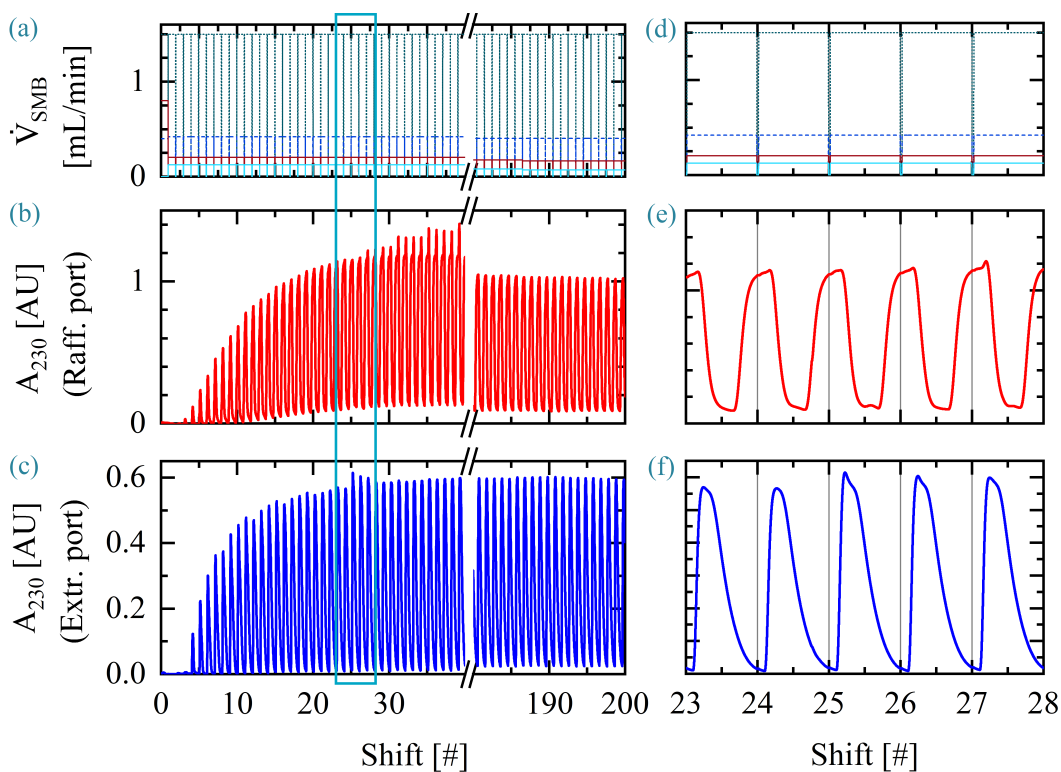 (a)
V̇SMB
[mL/min]
1
0
(d)
(b)
A230 [AU]
(Raff. port)
1
0
(e)
(c)
A230 [AU]
(Extr. port)
0.6
0.4
0.2
0.0
(f)
0 10 20 30 190 200
23 24 25 26 27 28
Shift [#]
Shift [#]